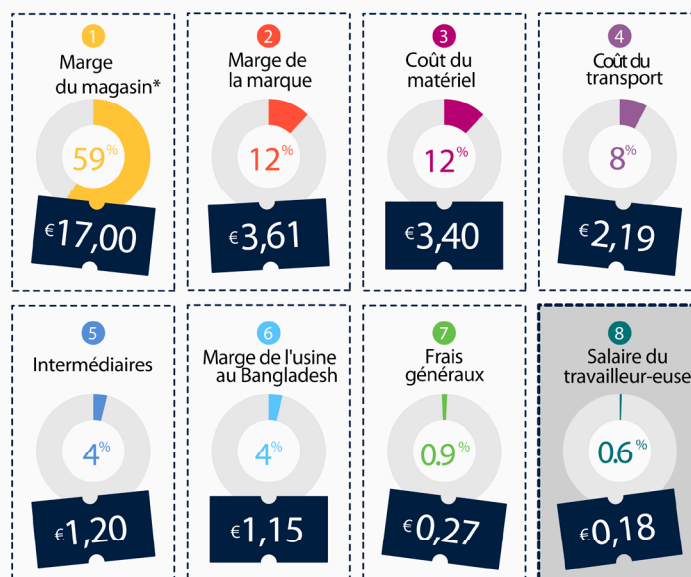 1
Marge
du magasin*
59%
€17,00
2
Marge de
la marque
12%
€3,61
3
Coût du
matériel
12%
€3,40
4
Coût du
transport
8%
€2,19
5
Intermédiaires
4%
€1,20
6
Marge de l'usine
au Bangladesh
4%
€1,15
7
Frais
généraux
0.9%
€0,27
8
Salaire du
travailleur-euse
0.6%
€0,18